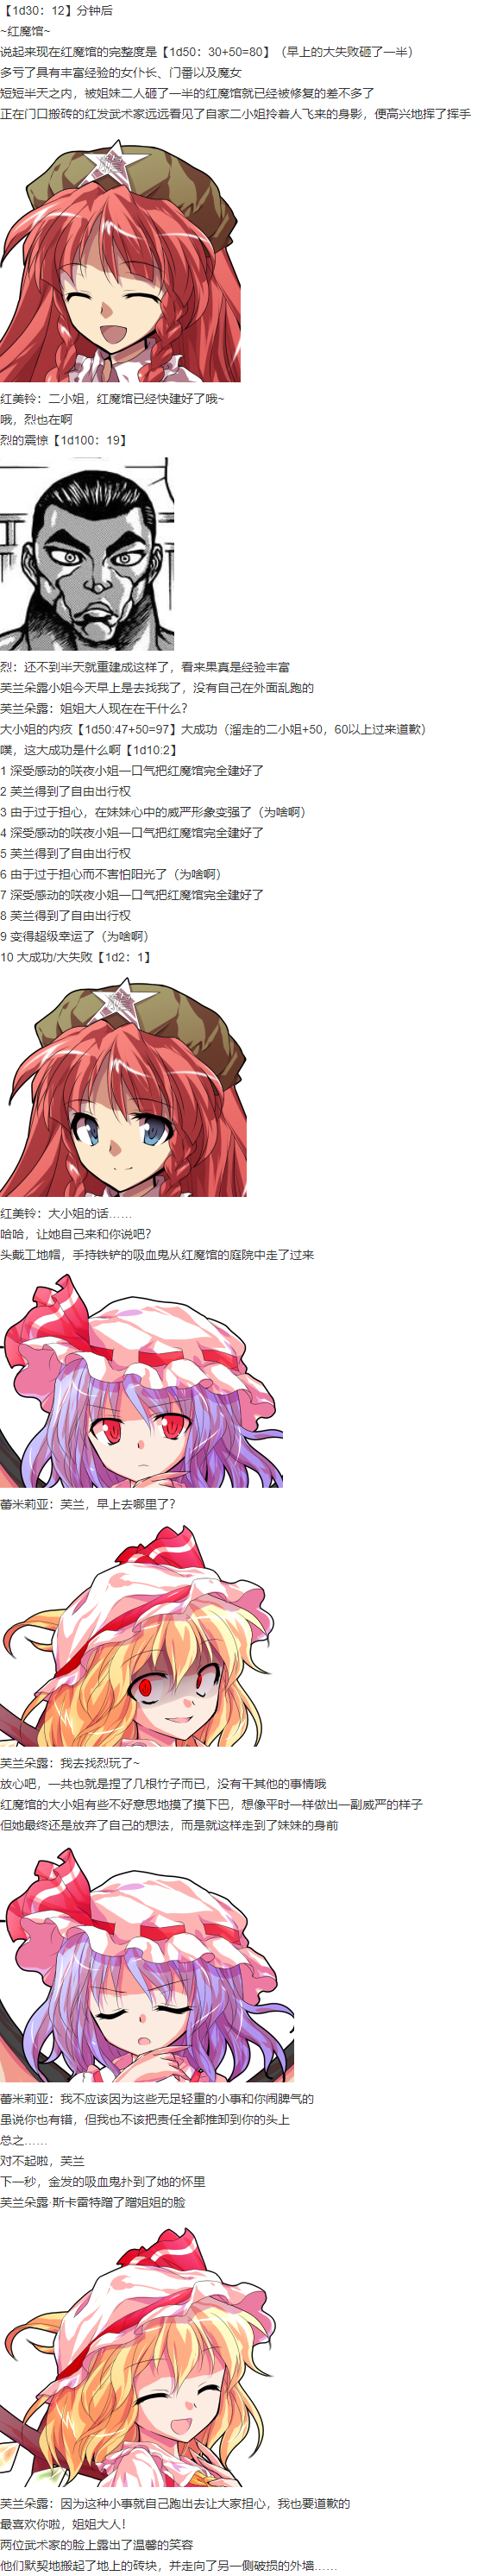 【1d30：12】分钟后
~红魔馆~
说起来现在红魔馆的完整度是【1d50：30+50=80】（早上的大失败砸了一半）
多亏了具有丰富经验的女仆长、门番以及魔女
短短半天之内，被姐妹二人砸了一半的红魔馆就已经被修复的差不多了
正在门口搬砖的红发武术家远远看见了自家二小姐拎着人飞来的身影，便高兴地挥了挥手
红美铃：二小姐，红魔馆已经快建好了哦~
哦，烈也在啊
烈的震惊【1d100：19】
烈：还不到半天就重建成这样了，看来果真是经验丰富
芙兰朵露小姐今天早上是去找我了，没有自己在外面乱跑的
芙兰朵露：姐姐大人现在在干什么？
大小姐的内疚【1d50:47+50=97】大成功（溜走的二小姐+50，60以上过来道歉）
噗，这大成功是什么啊【1d10:2】
1 深受感动的咲夜小姐一口气把红魔馆完全建好了
2 芙兰得到了自由出行权
3 由于过于担心，在妹妹心中的威严形象变强了（为啥啊）
4 深受感动的咲夜小姐一口气把红魔馆完全建好了
5 芙兰得到了自由出行权
6 由于过于担心而不害怕阳光了（为啥啊）
7 深受感动的咲夜小姐一口气把红魔馆完全建好了
8 芙兰得到了自由出行权
9 变得超级幸运了（为啥啊）
10 大成功/大失败【1d2：1】
红美铃：大小姐的话……
哈哈，让她自己来和你说吧？
头戴工地帽，手持铁铲的吸血鬼从红魔馆的庭院中走了过来
蕾米莉亚：芙兰，早上去哪里了？
芙兰朵露：我去找烈玩了~
放心吧，一共也就是捏了几根竹子而已，没有干其他的事情哦
红魔馆的大小姐有些不好意思地摸了摸下巴，想像平时一样做出一副威严的样子
但她最终还是放弃了自己的想法，而是就这样走到了妹妹的身前
蕾米莉亚：我不应该因为这些无足轻重的小事和你闹脾气的
虽说你也有错，但我也不该把责任全都推卸到你的头上
总之……
对不起啦，芙兰
下一秒，金发的吸血鬼扑到了她的怀里
芙兰朵露·斯卡雷特蹭了蹭姐姐的脸
芙兰朵露：因为这种小事就自己跑出去让大家担心，我也要道歉的
最喜欢你啦，姐姐大人！
两位武术家的脸上露出了温馨的笑容
他们默契地搬起了地上的砖块，并走向了另一侧破损的外墙……